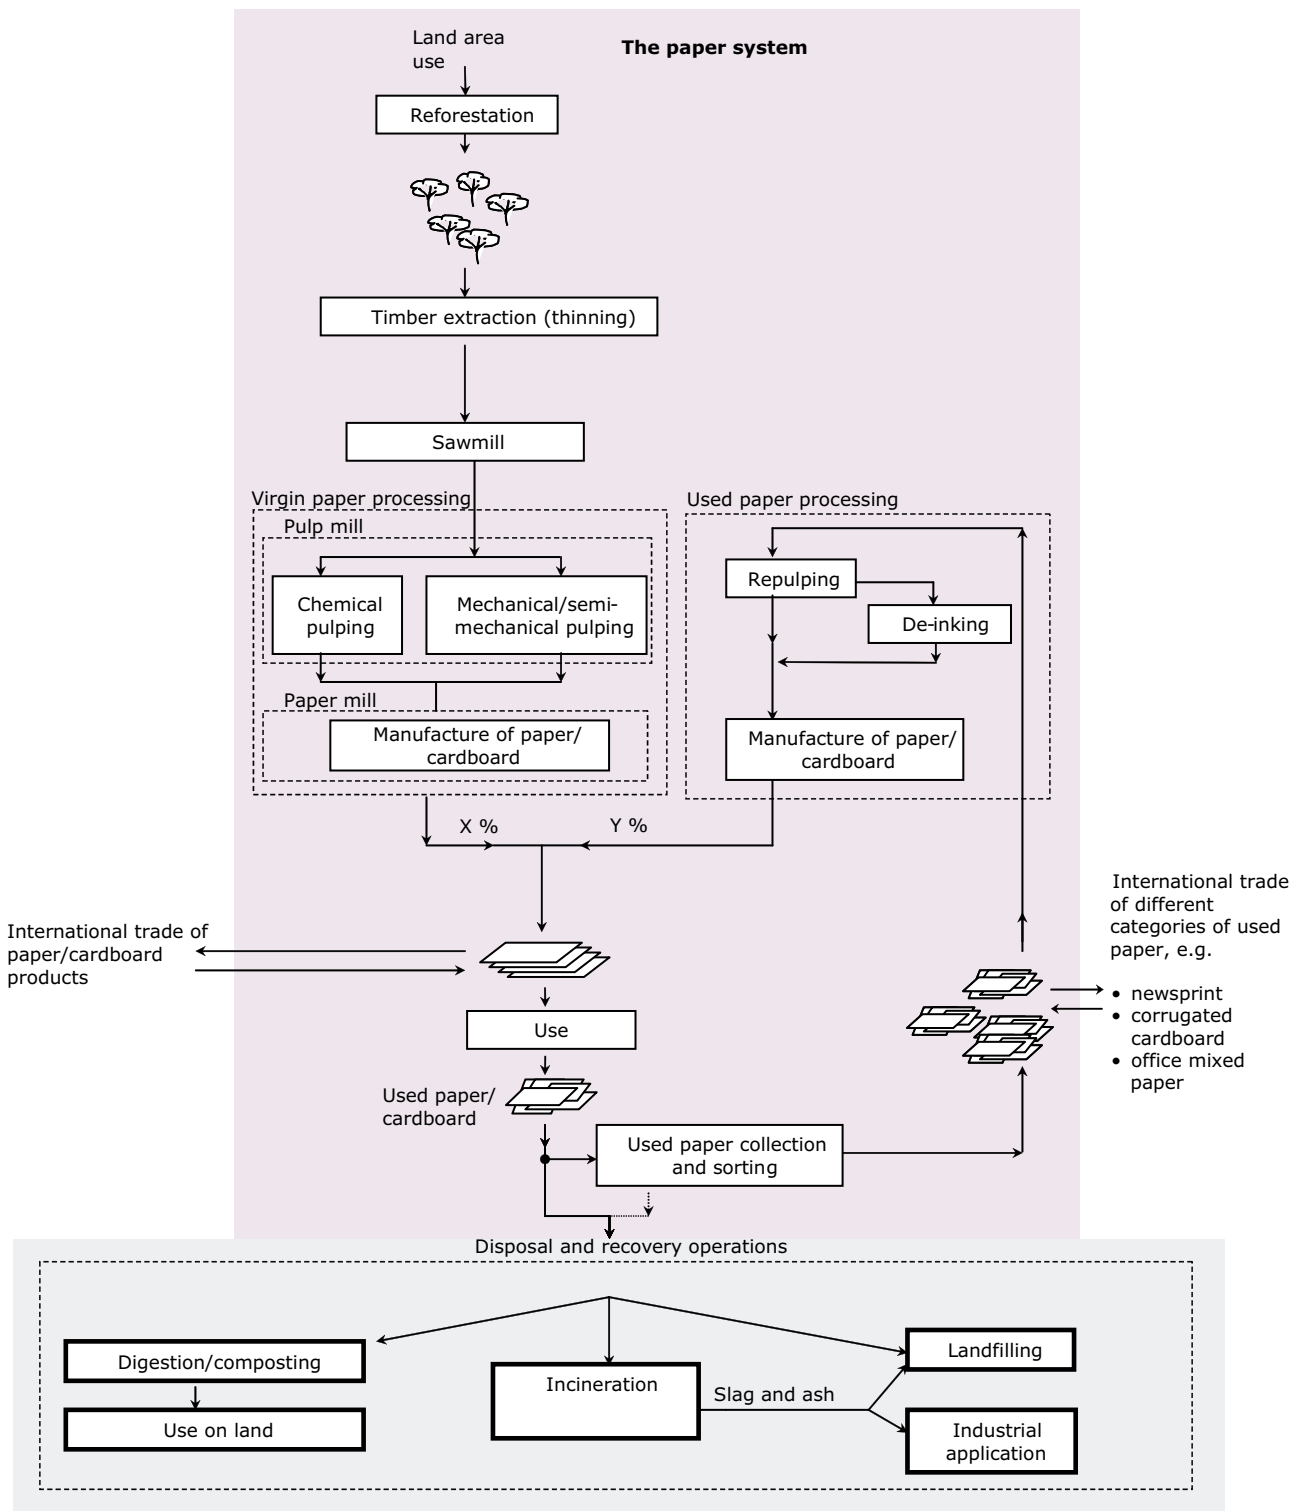 The paper system
Land area
use
Reforestation
Timber extraction (thinning)
Sawmill
Virgin paper processing
Pulp mill
Chemical
pulping
Mechanical/semi-
mechanical pulping
Paper mill
Manufacture of paper/
cardboard
Used paper processing
Repulping
De-inking
Manufacture of paper/
cardboard
X %
Y %
International trade of
paper/cardboard
products
International trade
of different
categories of used
paper, e.g.
• newsprint
• corrugated
cardboard
• office mixed
paper
Use
Used paper/
cardboard
Used paper collection
and sorting
Disposal and recovery operations
Digestion/composting
Use on land
Incineration
Slag and ash
Landfilling
Industrial
application